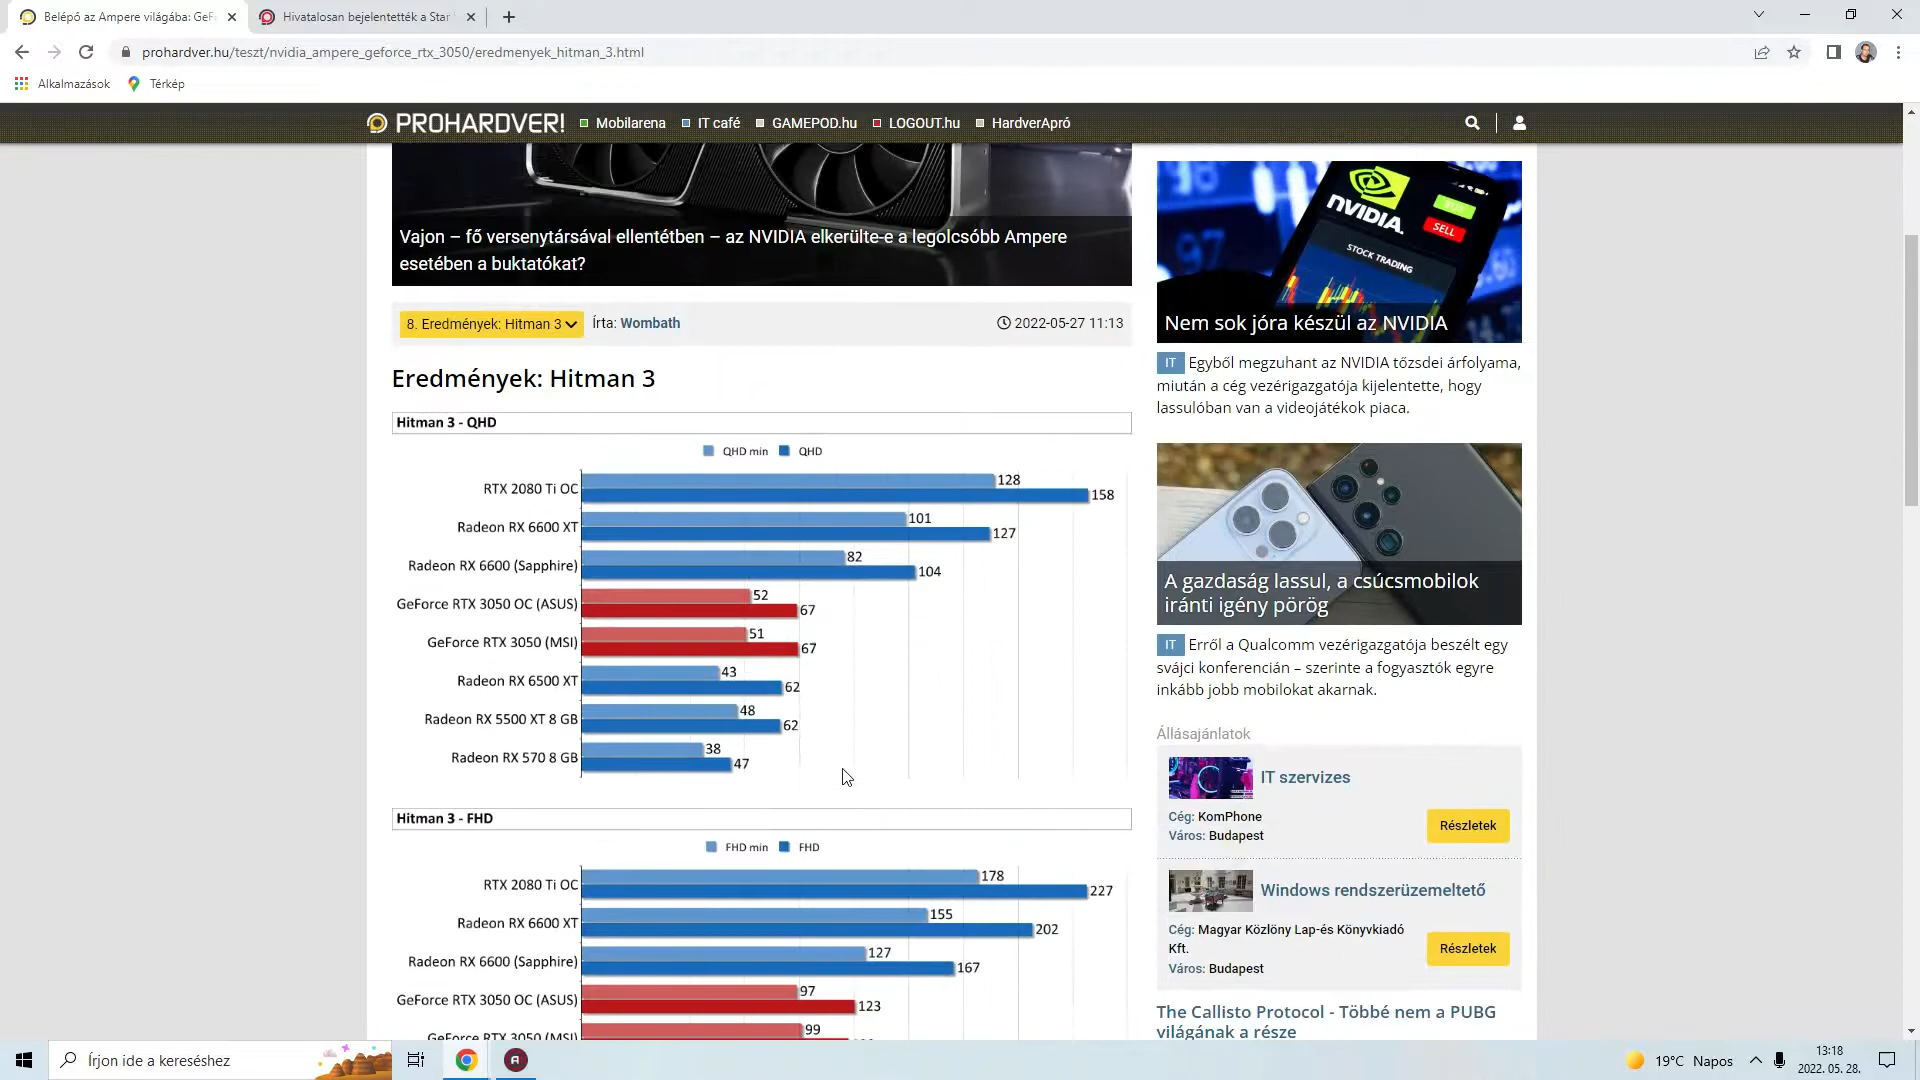 Belépő az Ampere világába: GeF
Hivatalosan bejelentették a Star
prohardver.hu/teszt/nvidia_ampere_geforce_rtx_3050/eredmenyek_hitman_3.html
Alkalmazások
Térkép
PROHARDVER!
Mobilarena
IT café
GAMEPOD.hu
LOGOUT.hu
HardverApró
Vajon – fő versenytársával ellentétben – az NVIDIA elkerülte-e a legolcsóbb Ampere
esetében a buktatókat?
8. Eredmények: Hitman 3
Írta: Wombath
2022-05-27 11:13
Eredmények: Hitman 3
Hitman 3 - QHD
QHD min
QHD
RTX 2080 Ti OC
128
158
Radeon RX 6600 XT
101
127
Radeon RX 6600 (Sapphire)
82
104
GeForce RTX 3050 OC (ASUS)
52
67
GeForce RTX 3050 (MSI)
51
67
Radeon RX 6500 XT
43
62
Radeon RX 5500 XT 8 GB
48
62
Radeon RX 570 8 GB
38
47
Hitman 3 - FHD
FHD min
FHD
RTX 2080 Ti OC
178
227
Radeon RX 6600 XT
155
202
Radeon RX 6600 (Sapphire)
127
167
GeForce RTX 3050 OC (ASUS)
97
123
GeForce RTX 3050 (MSI)
99
NVIDIA
SELL
STOCK TRADING
Nem sok jóra készül az NVIDIA
IT Egyből megzuhant az NVIDIA tőzsdei árfolyama,
miután a cég vezérigazgatója kijelentette, hogy
lassulóban van a videojátékok piaca.
A gazdaság lassul, a csúcsmobilok
iránti igény pörög
IT Erről a Qualcomm vezérigazgatója beszélt egy
svájci konferencián – szerinte a fogyasztók egyre
inkább jobb mobilokat akarnak.
Állásajánlatok
IT szervizes
Cég: KomPhone
Város: Budapest
Részletek
Windows rendszerüzemeltető
Cég: Magyar Közlöny Lap-és Könyvkiadó
Kft.
Város: Budapest
Részletek
The Callisto Protocol - Többé nem a PUBG
világának a része
Írjon ide a kereséshez
19°C Napos
13:18
2022. 05. 28.